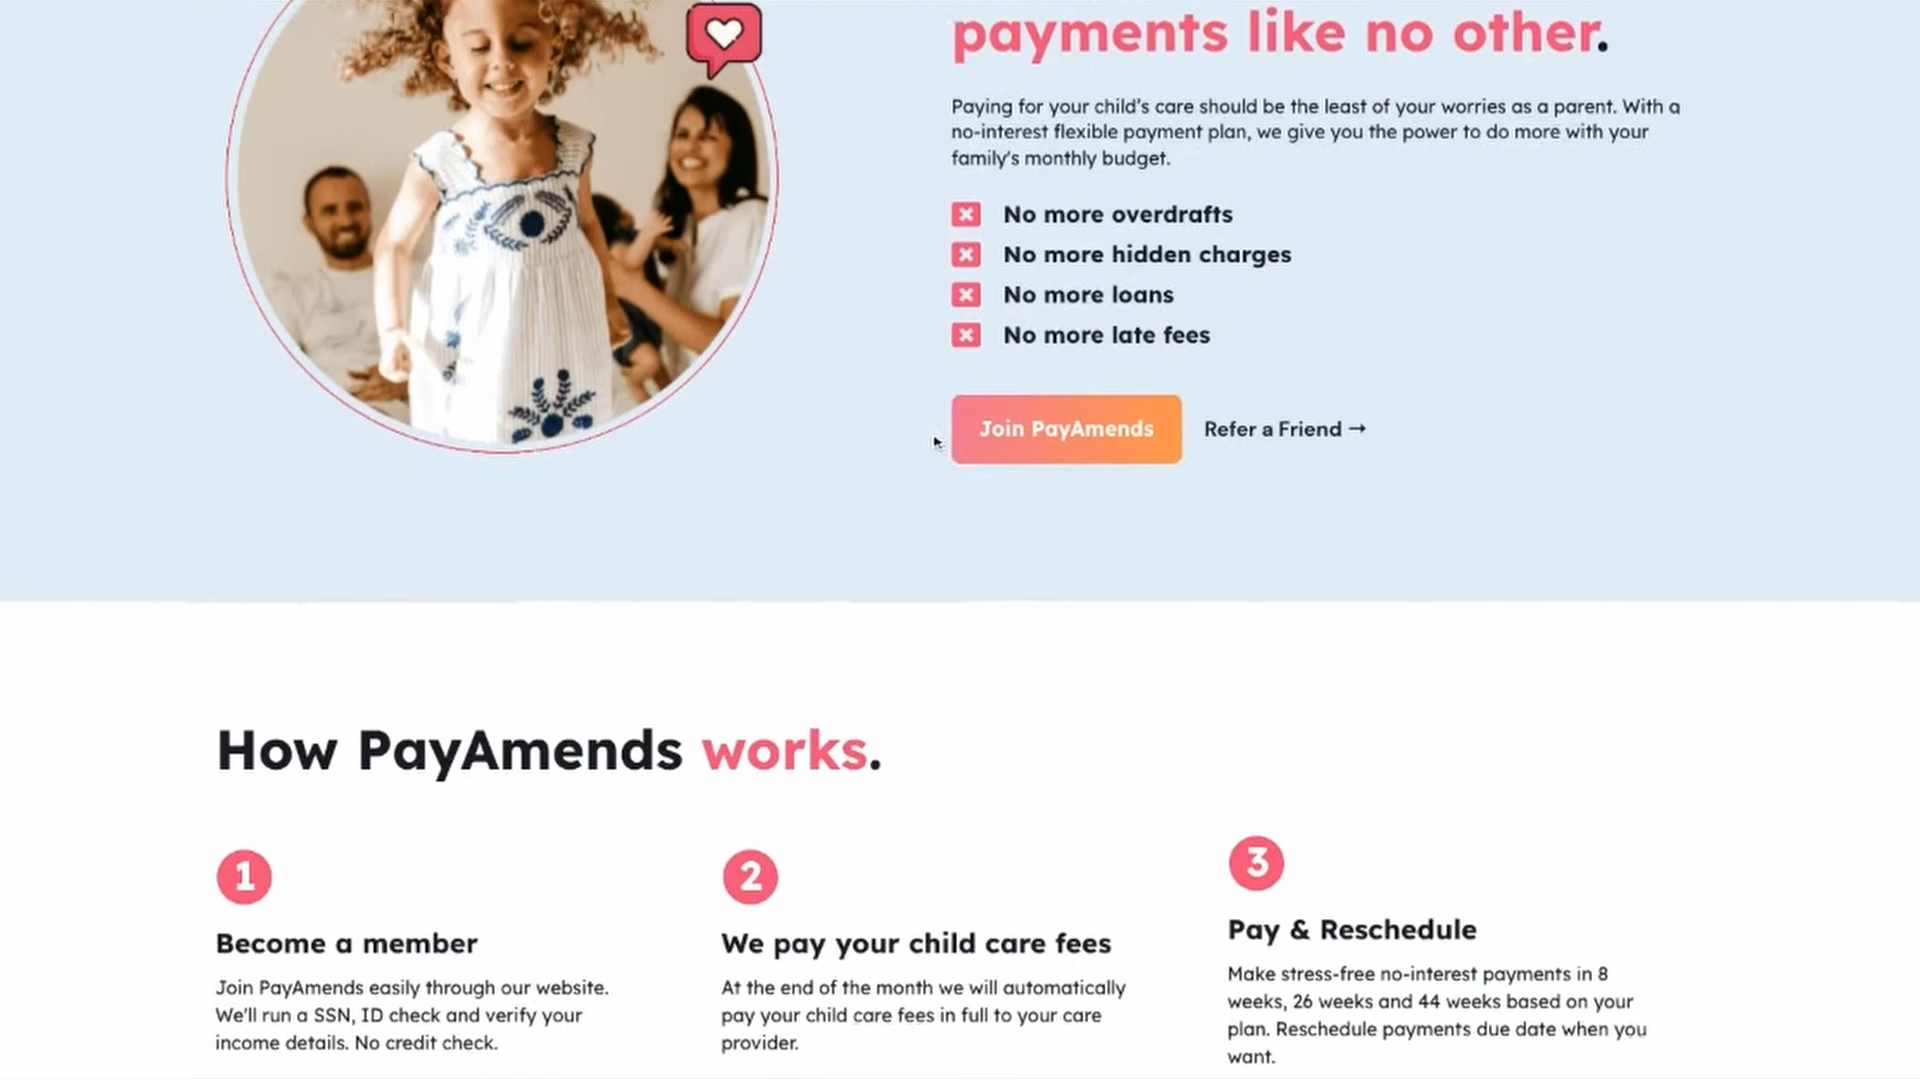 payments like no other.
Paying for your child's care should be the least of your worries as a parent. With a
no-interest flexible payment plan, we give you the power to do more with your
family's monthly budget.
No more overdrafts
No more hidden charges
No more loans
No more late fees
Join PayAmends
Refer a Friend →
How PayAmends works.
1
Become a member
Join PayAmends easily through our website.
We'll run a SSN, ID check and verify your
income details. No credit check.
2
We pay your child care fees
At the end of the month we will automatically
pay your child care fees in full to your care
provider.
3
Pay & Reschedule
Make stress-free no-interest payments in 8
weeks, 26 weeks and 44 weeks based on your
plan. Reschedule payments due date when you
want.